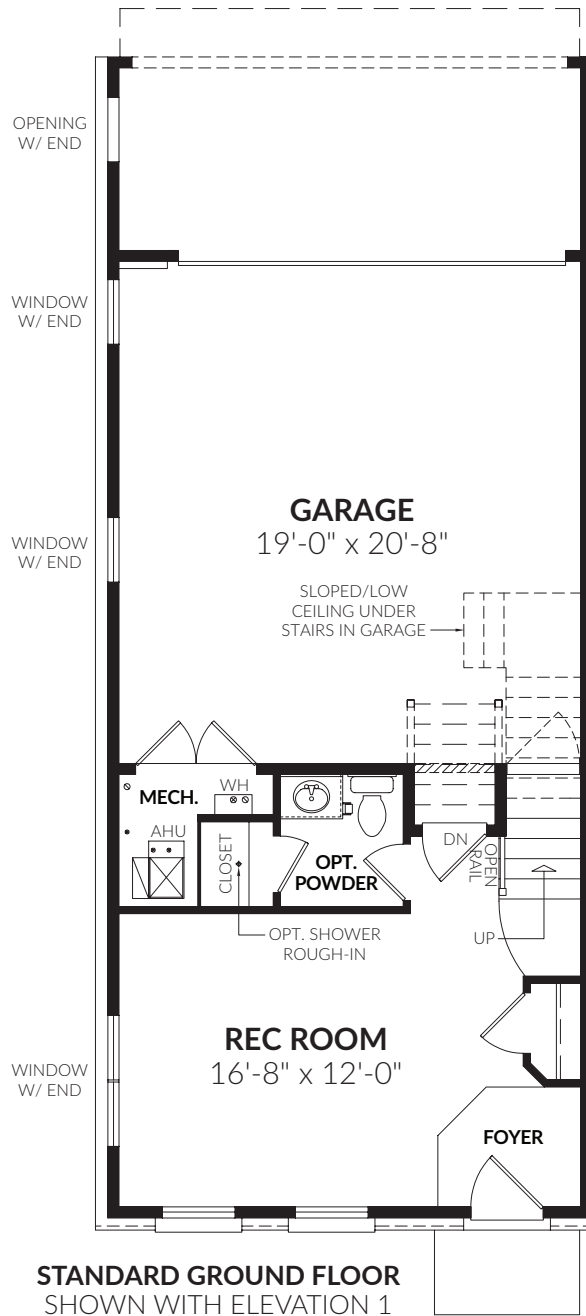 OPENING
W/ END
WINDOW
W/ END
GARAGE
19'-0" x 20'-8"
WINDOW
W/ END
SLOPED/LOW
CEILING UNDER
STAIRS IN GARAGE
MECH.
WH
AHU
CLOSET
OPT.
POWDER
DN
OPEN
RAIL
OPT. SHOWER
ROUGH-IN
UP
REC ROOM
16'-8" x 12'-0"
WINDOW
W/ END
FOYER
STANDARD GROUND FLOOR
SHOWN WITH ELEVATION 1